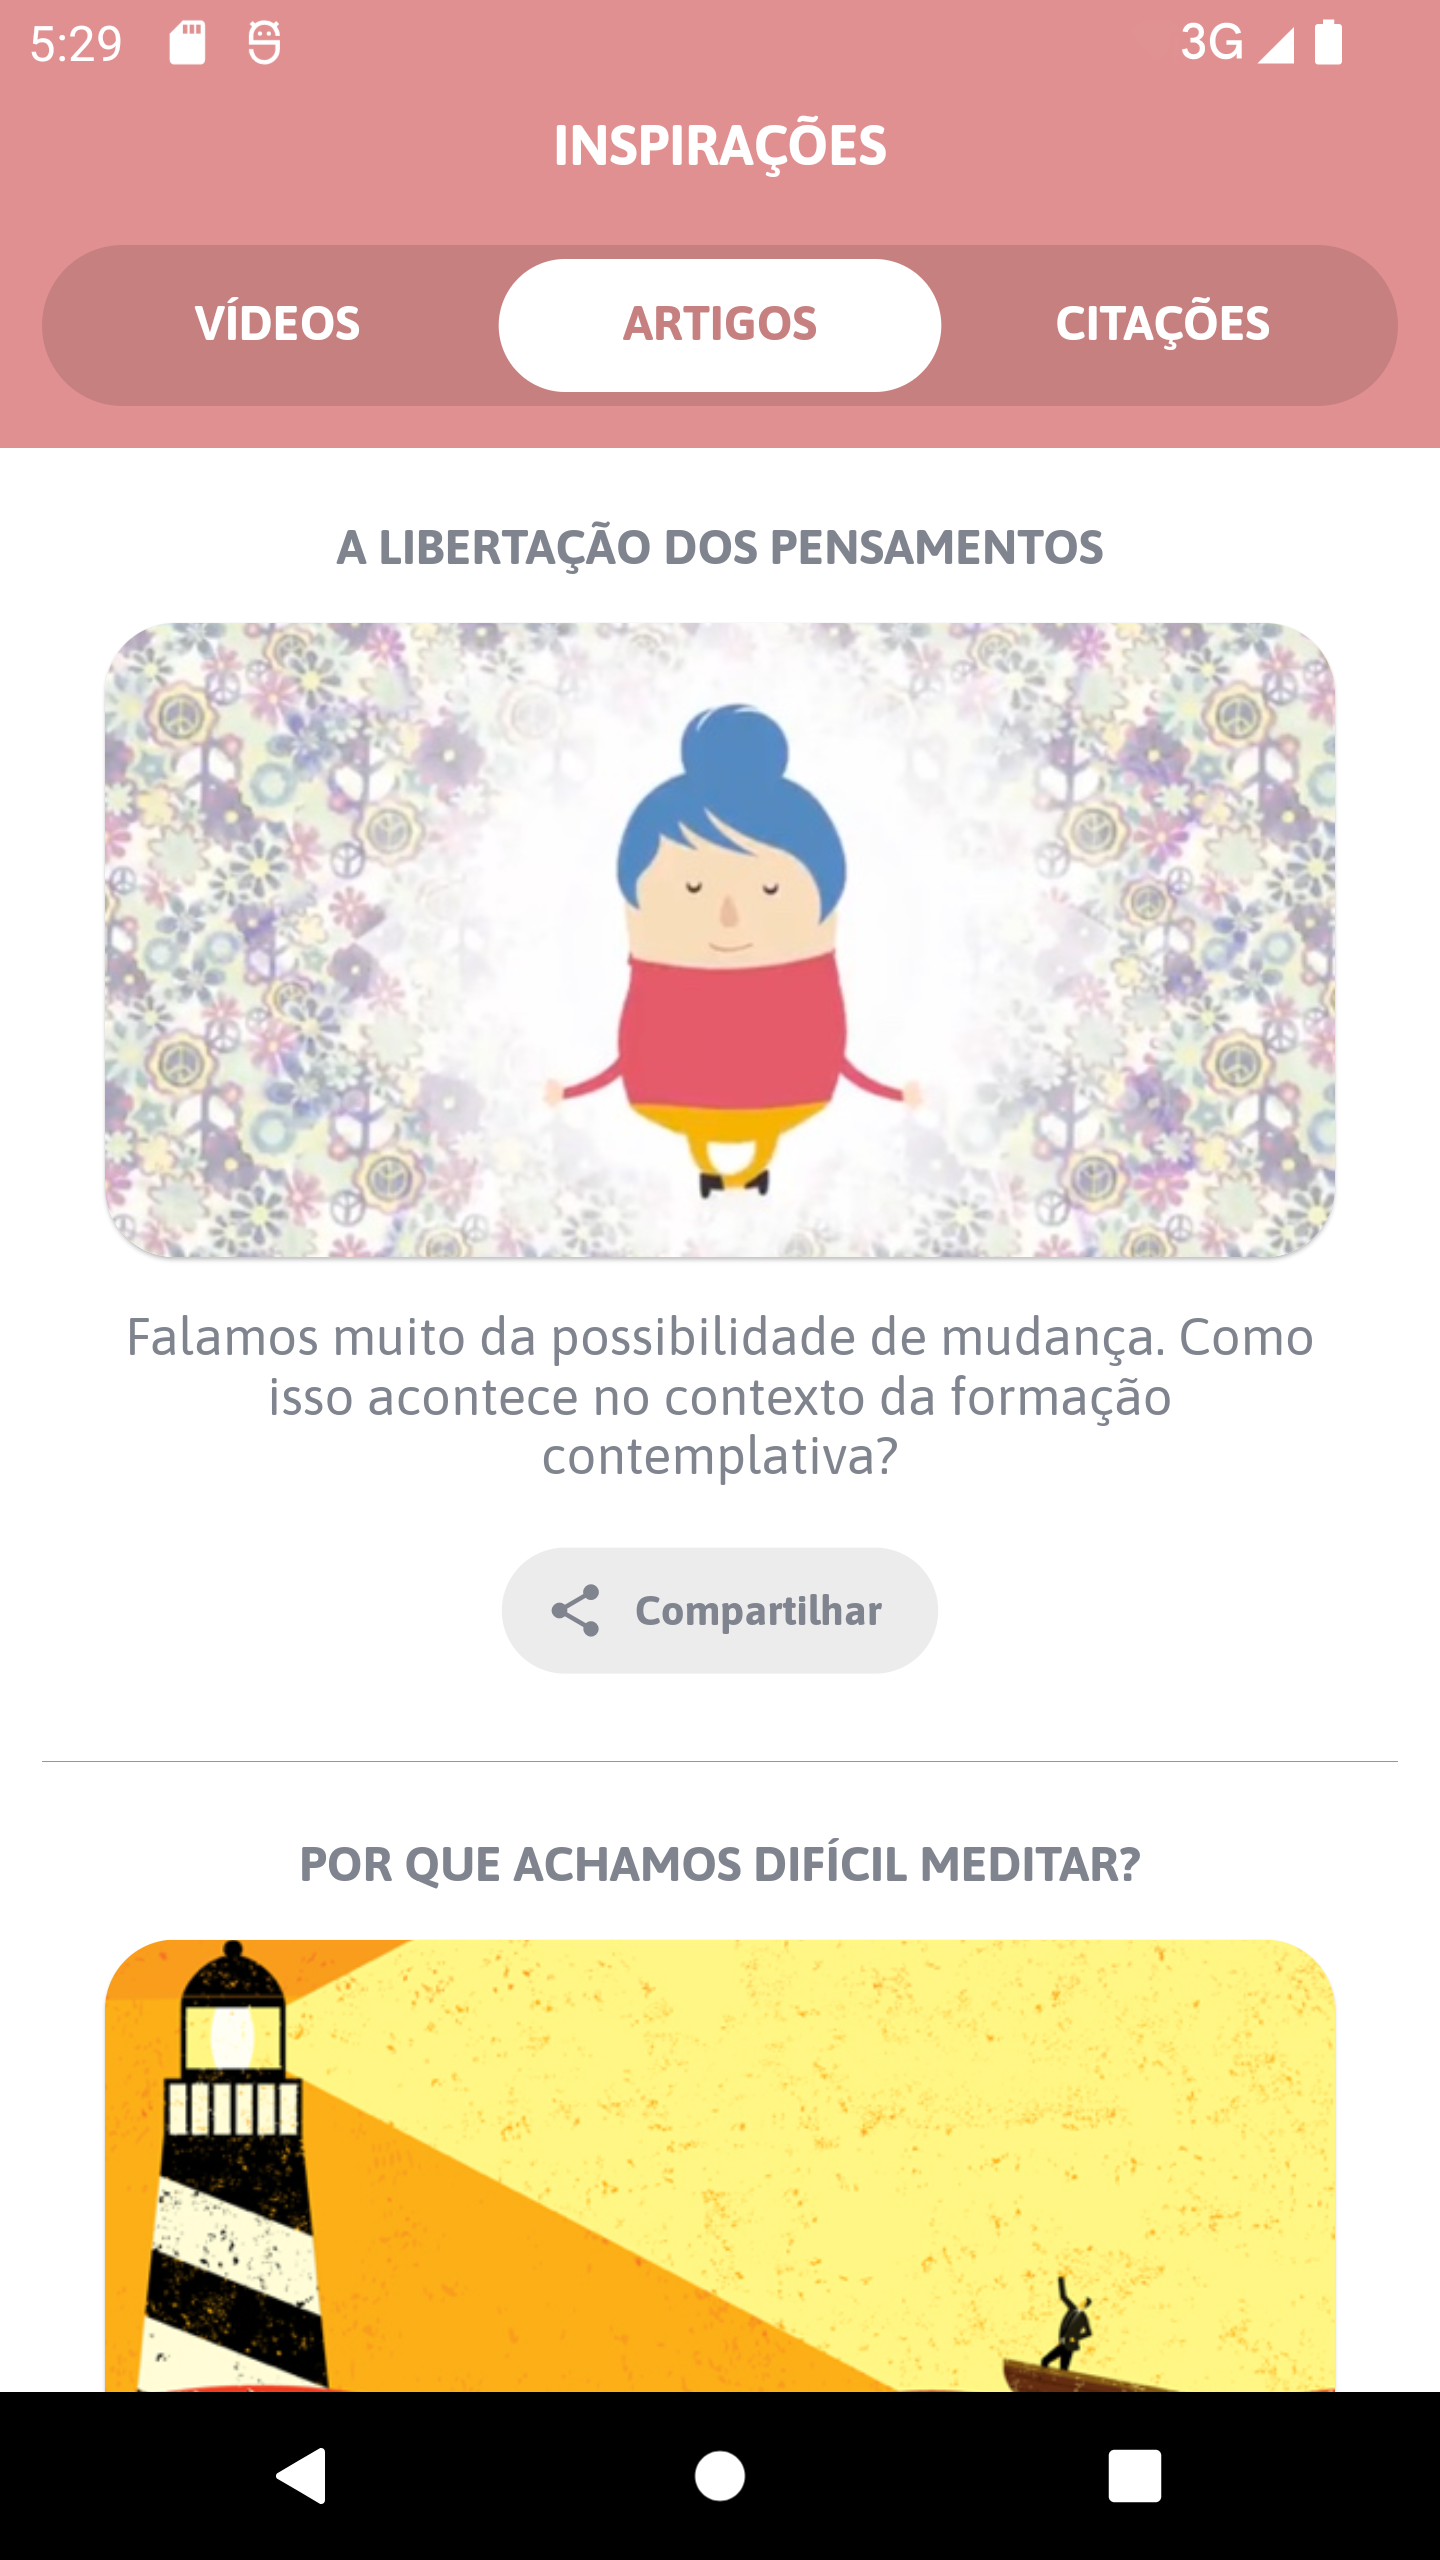 5:29
3G
INSPIRAÇÕES
VÍDEOS
ARTIGOS
CITAÇÕES
A LIBERTAÇÃO DOS PENSAMENTOS
Falamos muito da possibilidade de mudança. Como
isso acontece no contexto da formação
contemplativa?
Compartilhar
POR QUE ACHAMOS DIFÍCIL MEDITAR?